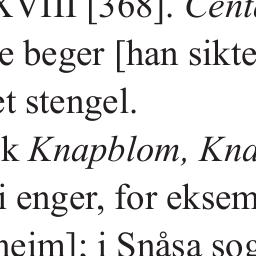 XVIII [368]. Cent
e beger [han sikte
et stengel.
k Knapblom, Kna
i enger, for eksem
heim]; i Snåsa sog